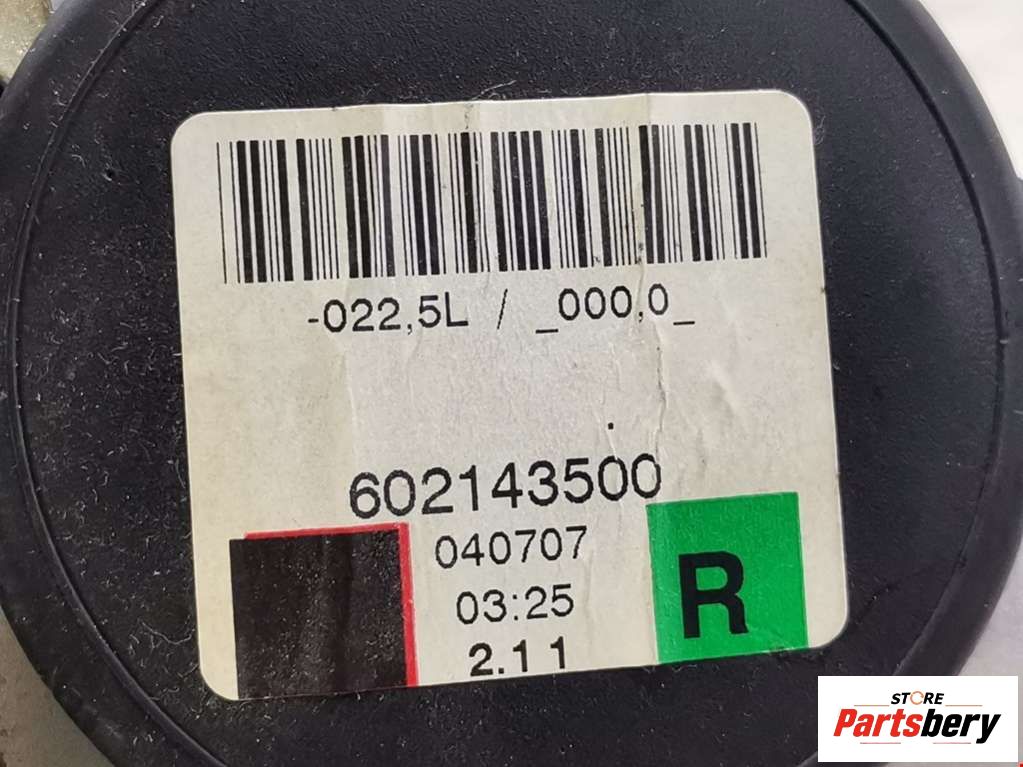 -022,5L / _000,0_
602143500
040707
03:25
2.1 1
R
STORE
Partsbery